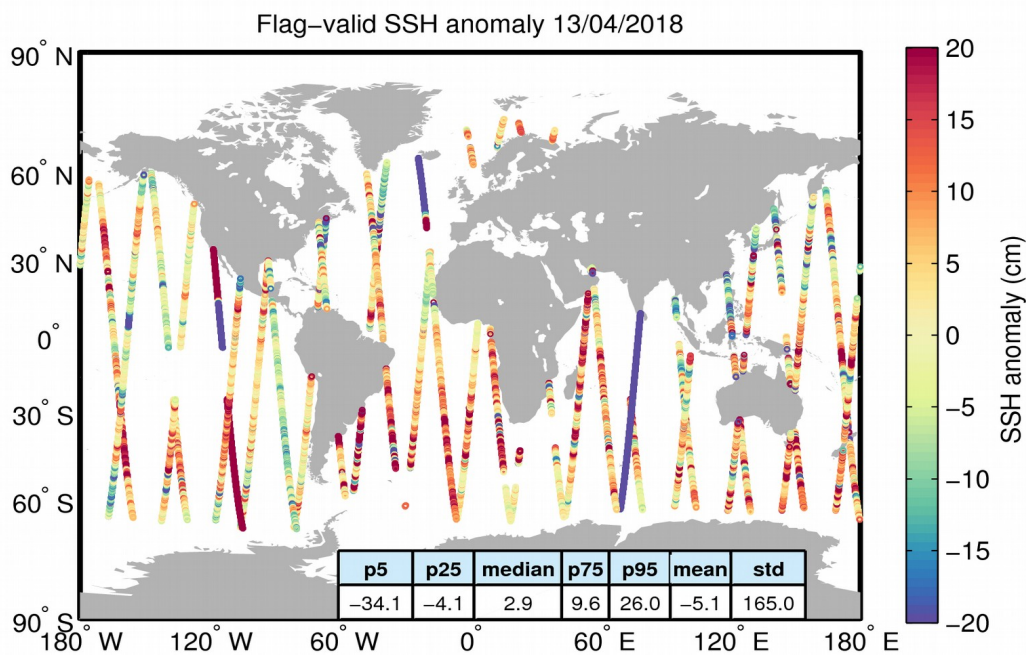 Flag−valid SSH anomaly 13/04/2018
90° N
60° N
30° N
0°
30° S
60° S
90° S
180° W 120° W 60° W 0° 60° E 120° E 180° E
p5 p25 median p75 p95 mean std
−34.1 −4.1 2.9 9.6 26.0 −5.1 165.0
20
15
10
5
0
−5
−10
−15
−20
SSH anomaly (cm)